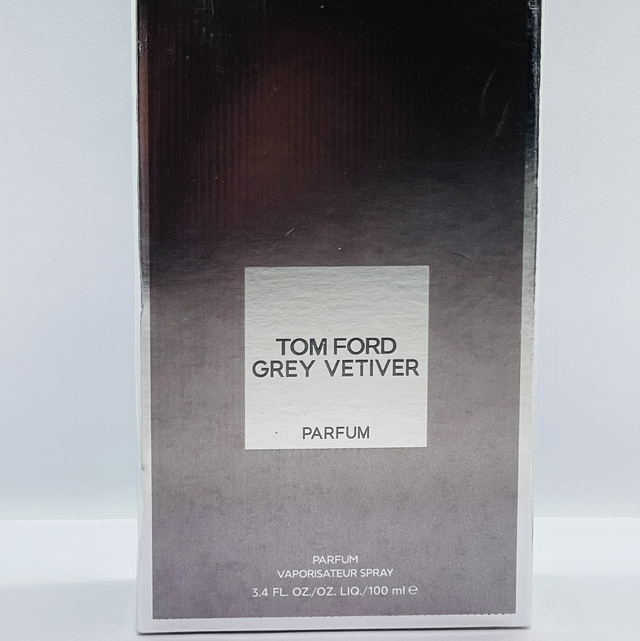 TOM FORD
GREY VETIVER
PARFUM
PARFUM
VAPORISATEUR SPRAY
3.4 FL. OZ./OZ. LIQ./100 ml ℮